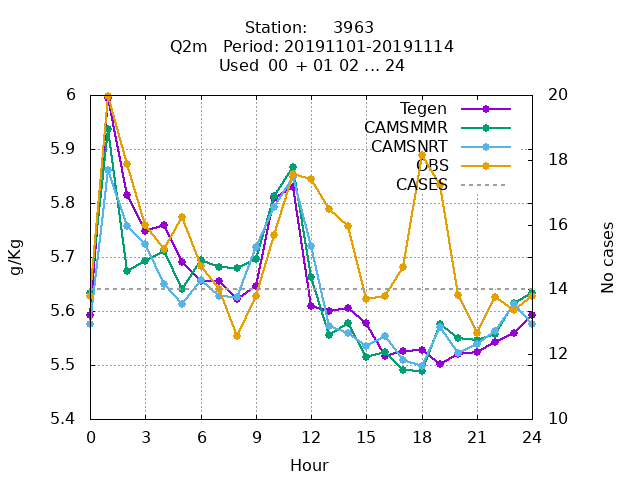 Station:     3963
Q2m   Period: 20191101-20191114
Used  00  + 01 02 ... 24
6
5.9
5.8
5.7
5.6
5.5
5.4
g/Kg
20
18
16
14
12
10
No cases
Tegen
CAMSMMR
CAMSNRT
OBS
CASES
0 3 6 9 12 15 18 21 24
Hour